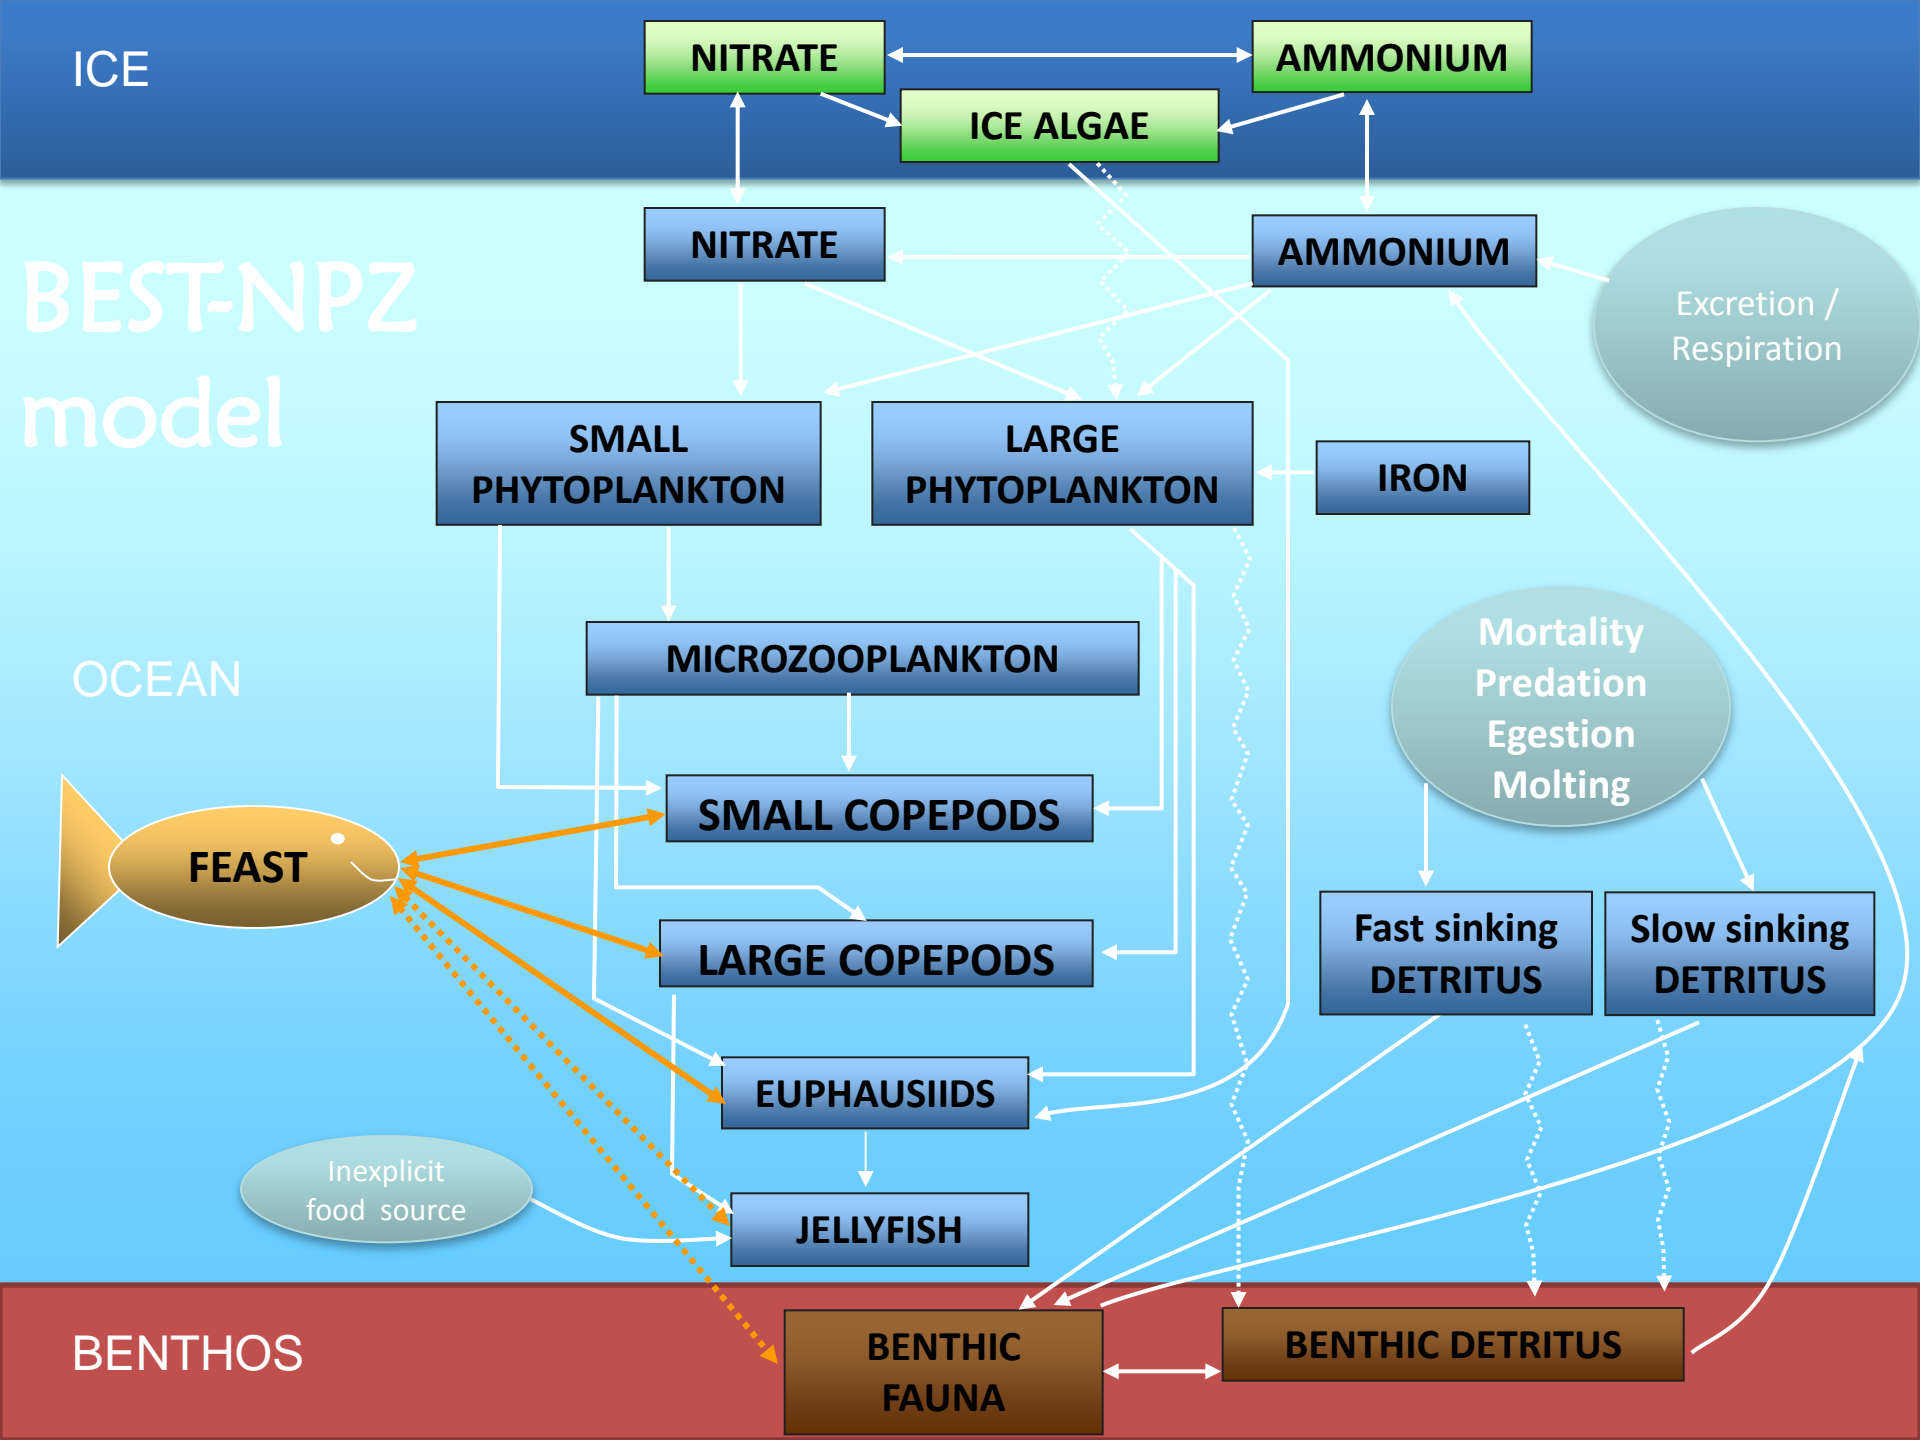 ICE
NITRATE
AMMONIUM
ICE ALGAE
NITRATE
AMMONIUM
BEST-NPZ
model
Excretion /
Respiration
SMALL
PHYTOPLANKTON
LARGE
PHYTOPLANKTON
IRON
OCEAN
MICROZOOPLANKTON
Mortality
Predation
Egestion
Molting
SMALL COPEPODS
FEAST
LARGE COPEPODS
Fast sinking
DETRITUS
Slow sinking
DETRITUS
EUPHAUSIIDS
Inexplicit
food source
JELLYFISH
BENTHOS
BENTHIC
FAUNA
BENTHIC DETRITUS